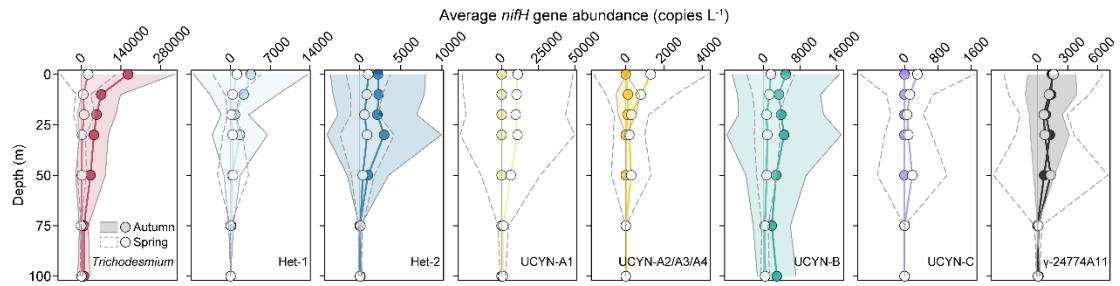 Average nifH gene abundance (copies L⁻¹)
0 140000 280000 0 7000 14000 0 5000 10000 0 25000 50000 0 2000 4000 0 8000 16000 0 5000 10000 0 3000 6000
Depth (m)
0
25
50
75
100
Autumn
Spring
Trichodesmium
Het-1
Het-2
UCYN-A1
UCYN-A2/A3/A4
UCYN-B
UCYN-C
γ-24774A11